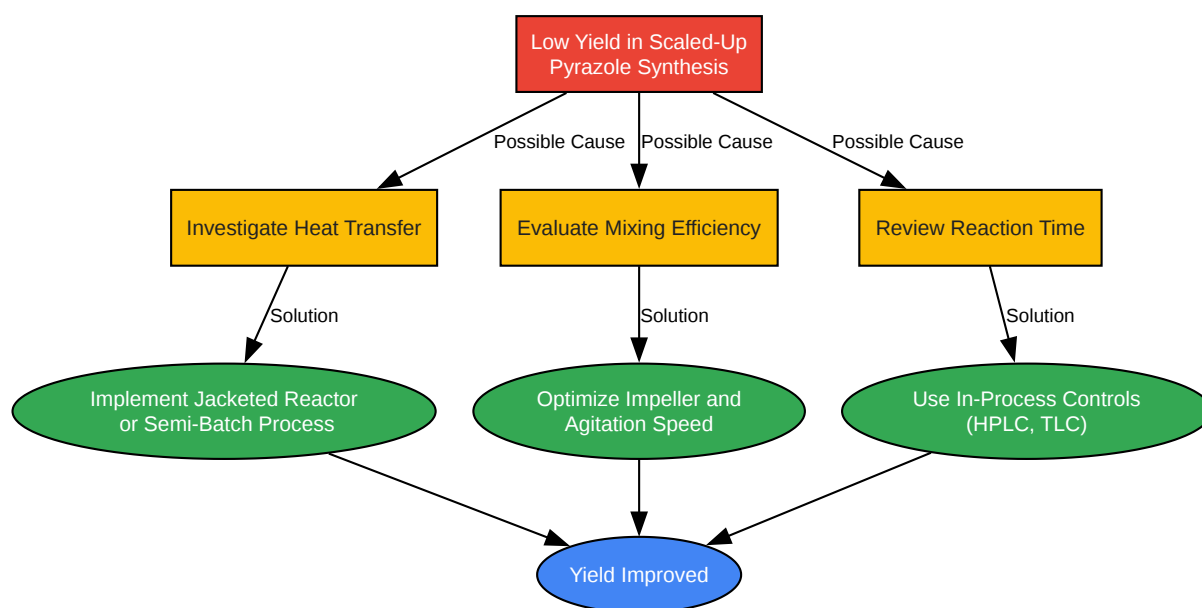 Low Yield in Scaled-Up
Pyrazole Synthesis
Possible Cause
Possible Cause
Possible Cause
Investigate Heat Transfer
Evaluate Mixing Efficiency
Review Reaction Time
Solution
Solution
Solution
Implement Jacketed Reactor
or Semi-Batch Process
Optimize Impeller and
Agitation Speed
Use In-Process Controls
(HPLC, TLC)
Yield Improved